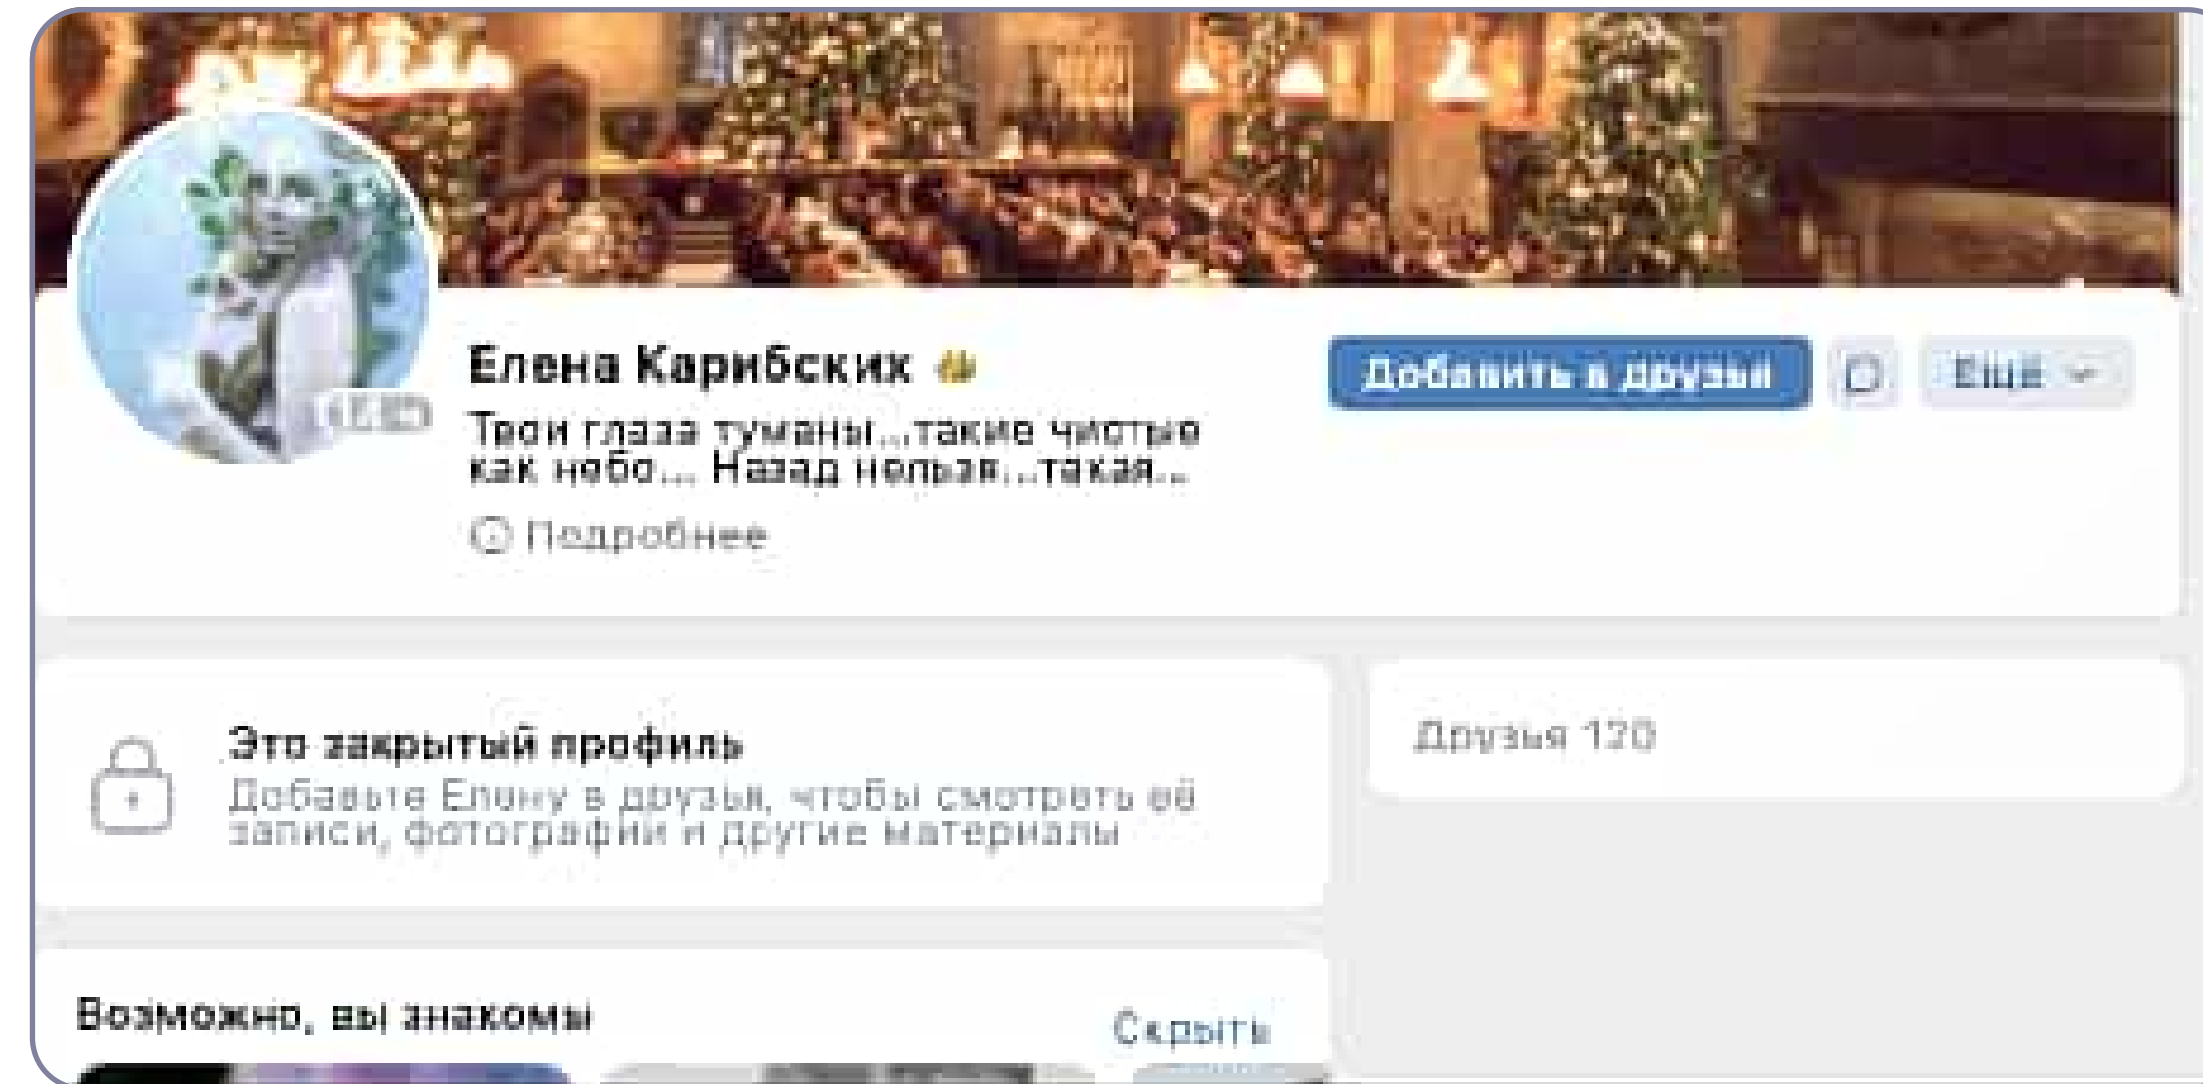 Елена Карибских
Твои глаза туманы...такие чистые
как небо... Назад нельзя...такая...
Подробнее
Добавить в друзья
Ещё
Это закрытый профиль
Добавьте Елену в друзья, чтобы смотреть её
записи, фотографии и другие материалы
Друзья 120
Возможно, вы знакомы
Скрыть